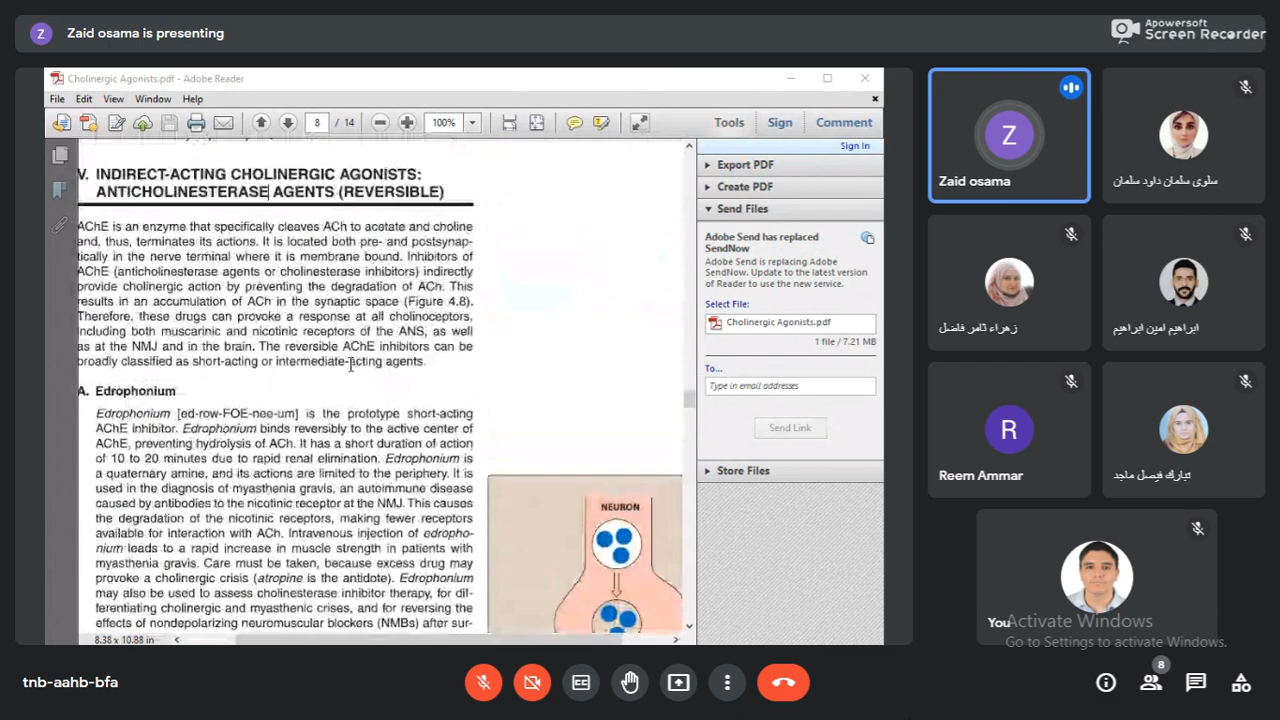 Z
Zaid osama is presenting
Apowersoft
Screen Recorder
Cholinergic Agonists.pdf - Adobe Reader
File Edit View Window Help
8 / 14
100%
Tools Sign Comment
V. INDIRECT-ACTING CHOLINERGIC AGONISTS:
ANTICHOLINESTERASE AGENTS (REVERSIBLE)
AChE is an enzyme that specifically cleaves ACh to acetate and choline
and, thus, terminates its actions. It is located both pre- and postsynap-
tically in the nerve terminal where it is membrane bound. Inhibitors of
AChE (anticholinesterase agents or cholinesterase inhibitors) indirectly
provide cholinergic action by preventing the degradation of ACh. This
results in an accumulation of ACh in the synaptic space (Figure 4.8).
Therefore, these drugs can provoke a response at all cholinoceptors,
including both muscarinic and nicotinic receptors of the ANS, as well
as at the NMJ and in the brain. The reversible AChE inhibitors can be
broadly classified as short-acting or intermediate-acting agents.
A. Edrophonium
Edrophonium [ed-row-FOE-nee-um] is the prototype short-acting
AChE inhibitor. Edrophonium binds reversibly to the active center of
AChE, preventing hydrolysis of ACh. It has a short duration of action
of 10 to 20 minutes due to rapid renal elimination. Edrophonium is
a quaternary amine, and its actions are limited to the periphery. It is
used in the diagnosis of myasthenia gravis, an autoimmune disease
caused by antibodies to the nicotinic receptor at the NMJ. This causes
the degradation of the nicotinic receptors, making fewer receptors
available for interaction with ACh. Intravenous injection of edropho-
nium leads to a rapid increase in muscle strength in patients with
myasthenia gravis. Care must be taken, because excess drug may
provoke a cholinergic crisis (atropine is the antidote). Edrophonium
may also be used to assess cholinesterase inhibitor therapy, for dif-
ferentiating cholinergic and myasthenic crises, and for reversing the
effects of nondepolarizing neuromuscular blockers (NMBs) after sur-
NEURON
8.38 x 10.88 in
Sign In
Export PDF
Create PDF
Send Files
Adobe Send has replaced
SendNow
Adobe Send is replacing Adobe
SendNow. Update to the latest version
of Reader to use the new service.
Select File:
Cholinergic Agonists.pdf
1 file / 7.21 MB
To...
Type in email addresses
Send Link
Store Files
Z
Zaid osama
سلوى سلمان داود سلمان
زهراء ثامر فاضل
ابراهيم امين ابراهيم
R
Reem Ammar
تبارك فيصل ماجد
You
Activate Windows
Go to Settings to activate Windows.
tnb-aahb-bfa
8